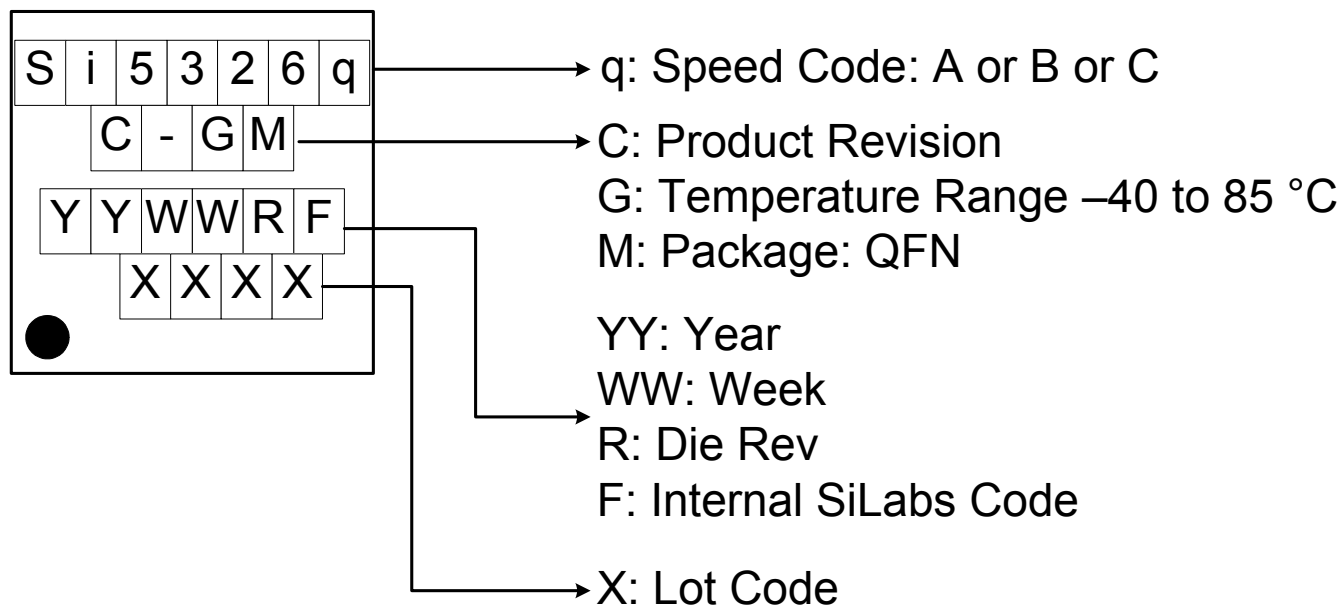 Si5326q
C-GM
YYWWRF
XXXX
q: Speed Code: A or B or C
C: Product Revision
G: Temperature Range –40 to 85 °C
M: Package: QFN
YY: Year
WW: Week
R: Die Rev
F: Internal SiLabs Code
X: Lot Code